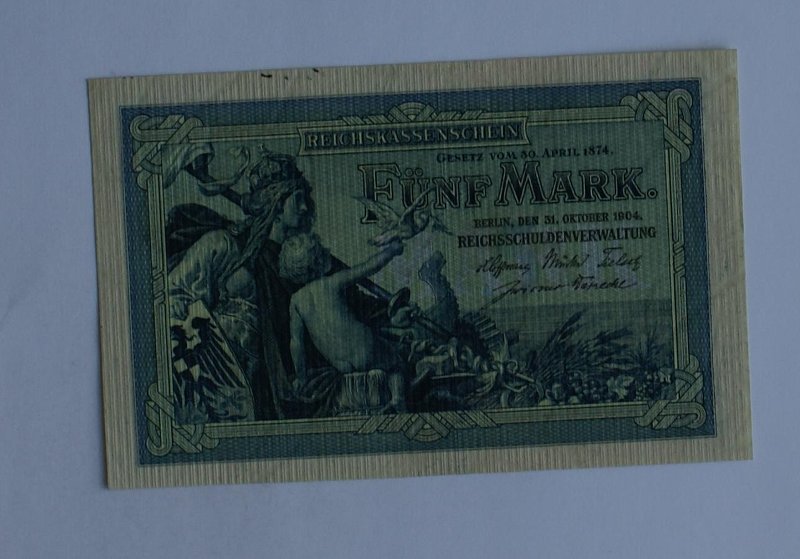 REICHSKASSENSCHEIN
GESETZ VOM 30. APRIL 1874.
FÜNF MARK.
BERLIN, DEN 31. OKTOBER 1904.
REICHSSCHULDENVERWALTUNG